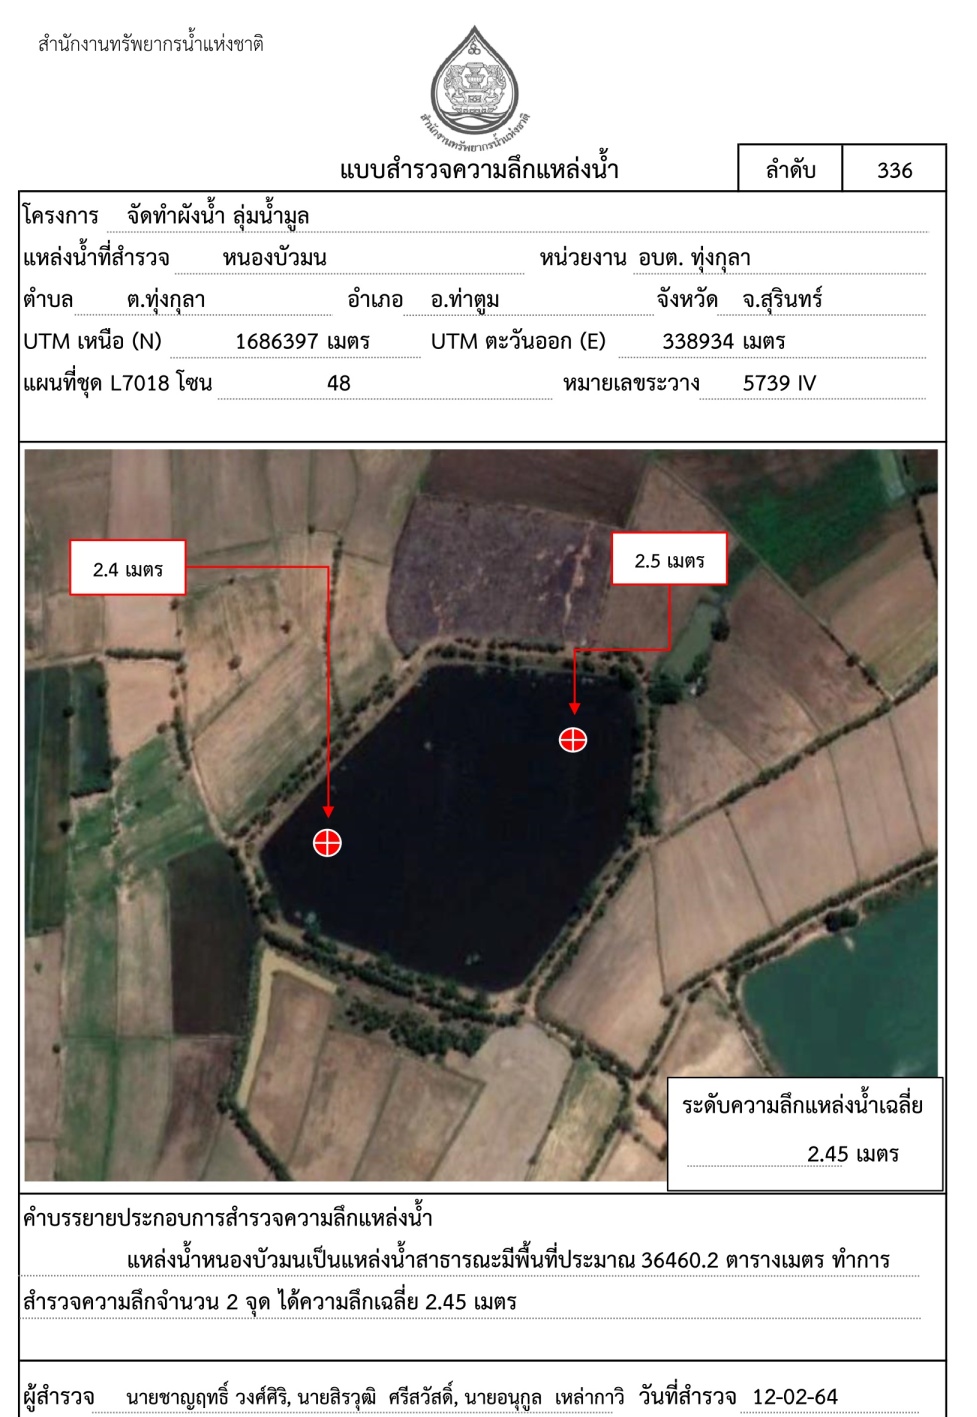 สำนักงานทรัพยากรน้ำแห่งชาติ
สำนักงานทรัพยากรน้ำแห่งชาติ
แบบสำรวจความลึกแหล่งน้ำ ลำดับ 336
โครงการ จัดทำผังน้ำ ลุ่มน้ำมูล
แหล่งน้ำที่สำรวจ หนองบัวมน หน่วยงาน อบต. ทุ่งกุลา
ตำบล ต.ทุ่งกุลา อำเภอ อ.ท่าตูม จังหวัด จ.สุรินทร์
UTM เหนือ (N) 1686397 เมตร UTM ตะวันออก (E) 338934 เมตร
แผนที่ชุด L7018 โซน 48 หมายเลขระวาง 5739 IV
2.4 เมตร
2.5 เมตร
ระดับความลึกแหล่งน้ำเฉลี่ย
2.45 เมตร
คำบรรยายประกอบการสำรวจความลึกแหล่งน้ำ
แหล่งน้ำหนองบัวมนเป็นแหล่งน้ำสาธารณะมีพื้นที่ประมาณ 36460.2 ตารางเมตร ทำการ
สำรวจความลึกจำนวน 2 จุด ได้ความลึกเฉลี่ย 2.45 เมตร
ผู้สำรวจ นายชาญฤทธิ์ วงศ์ศิริ, นายสิรวุฒิ ศรีสวัสดิ์, นายอนุกูล เหล่ากาวิ วันที่สำรวจ 12-02-64